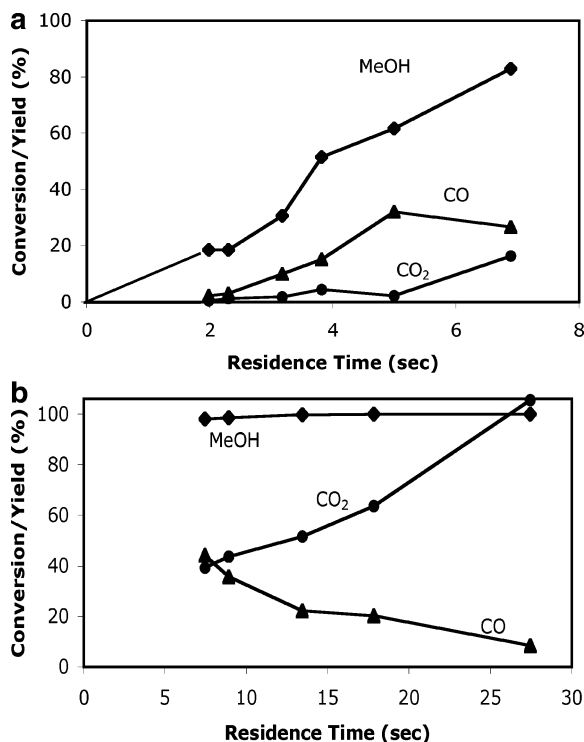 a
Conversion/Yield (%)
100
80
60
40
20
0
MeOH
CO
CO₂
0 2 4 6 8
Residence Time (sec)
b
Conversion/Yield (%)
100
80
60
40
20
0
MeOH
CO₂
CO
0 5 10 15 20 25 30
Residence Time (sec)